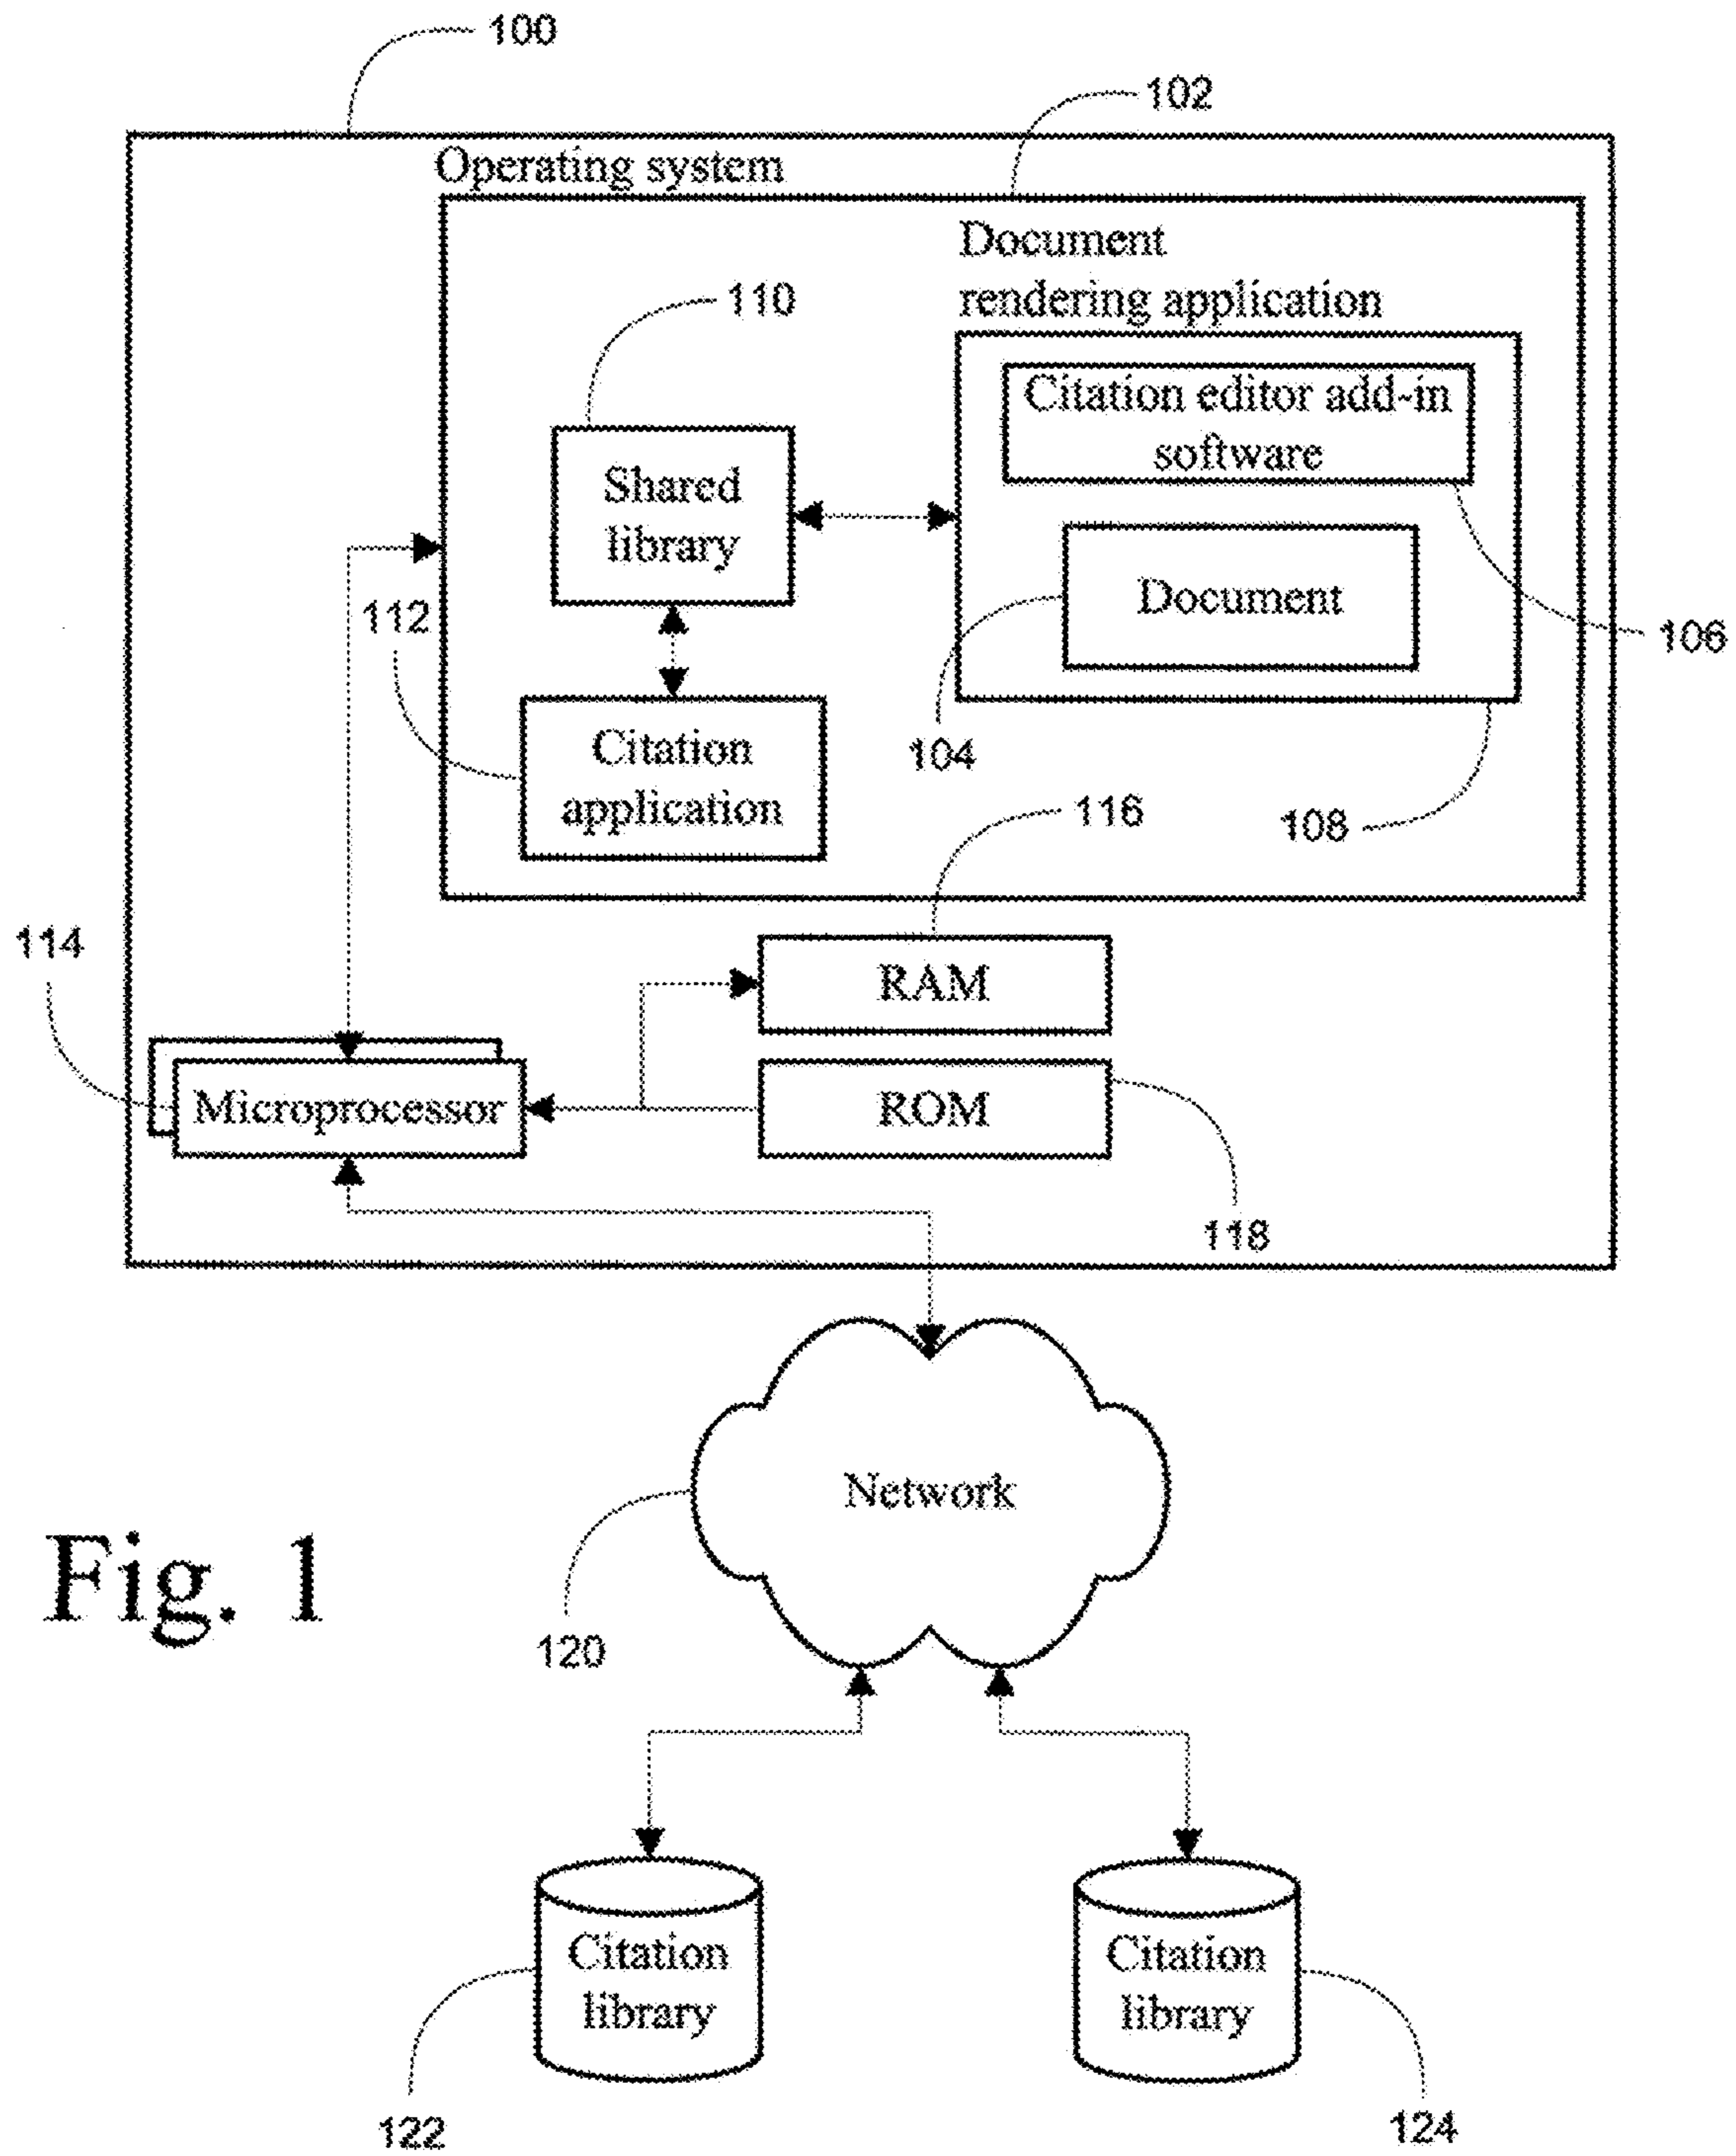 100
102
Operating system
Document
rendering application
110
Citation editor add-in
software
Shared
library
Document
112
106
104
Citation
application
116
108
114
RAM
Microprocessor
ROM
118
Network
Fig. 1
120
Citation
library
Citation
library
122
124